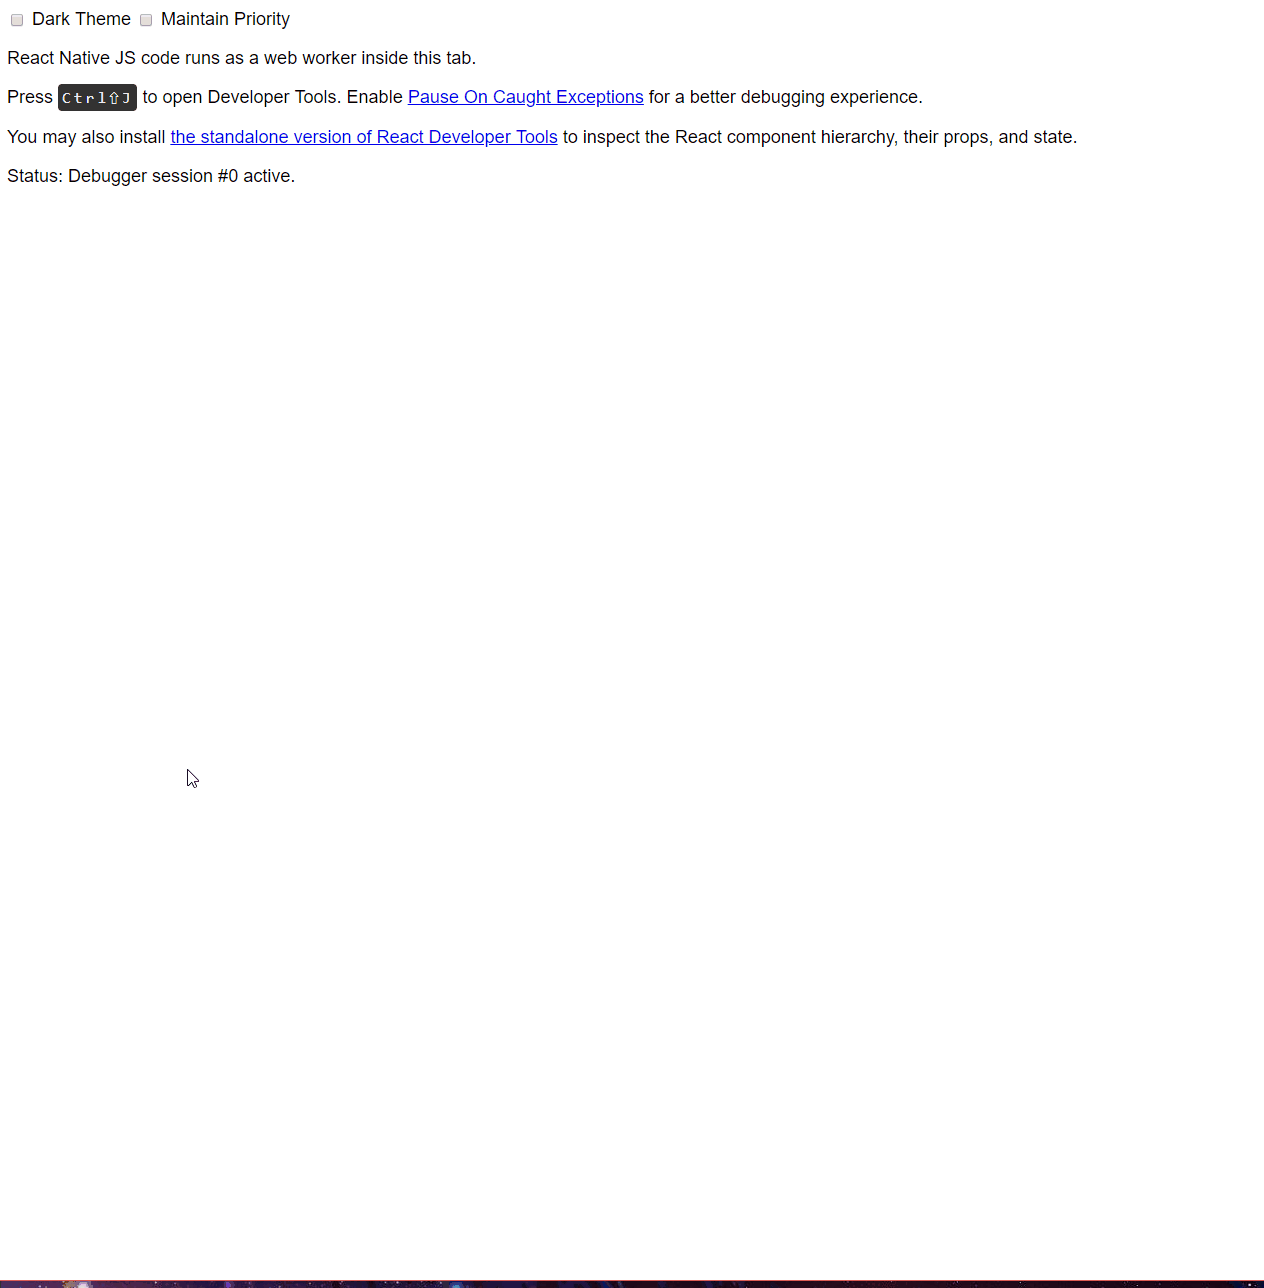 Dark Theme Maintain Priority
React Native JS code runs as a web worker inside this tab.
Press Ctrl⇧J to open Developer Tools. Enable Pause On Caught Exceptions for a better debugging experience.
You may also install the standalone version of React Developer Tools to inspect the React component hierarchy, their props, and state.
Status: Debugger session #0 active.